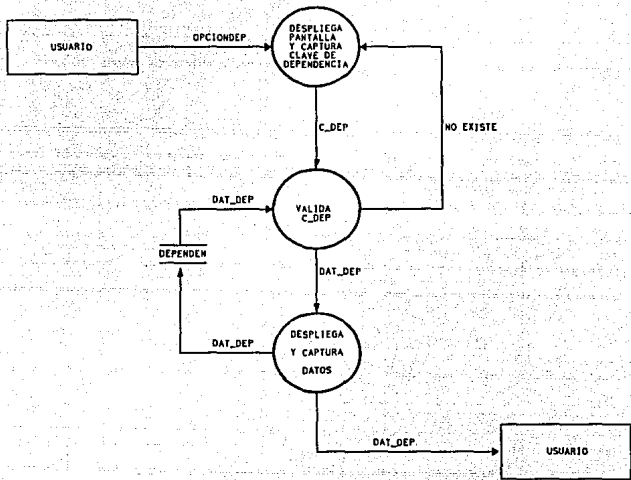 USUARIO
OPCIONDEP
DESPLIEGA
PANTALLA
Y CAPTURA
CLAVE DE
DEPENDENCIA
C_DEP
NO EXISTE
DAT_DEP
VALIDA
C_DEP
DEPENDEN
DAT_DEP
DAT_DEP
DESPLIEGA
Y CAPTURA
DATOS
DAT_DEP
USUARIO